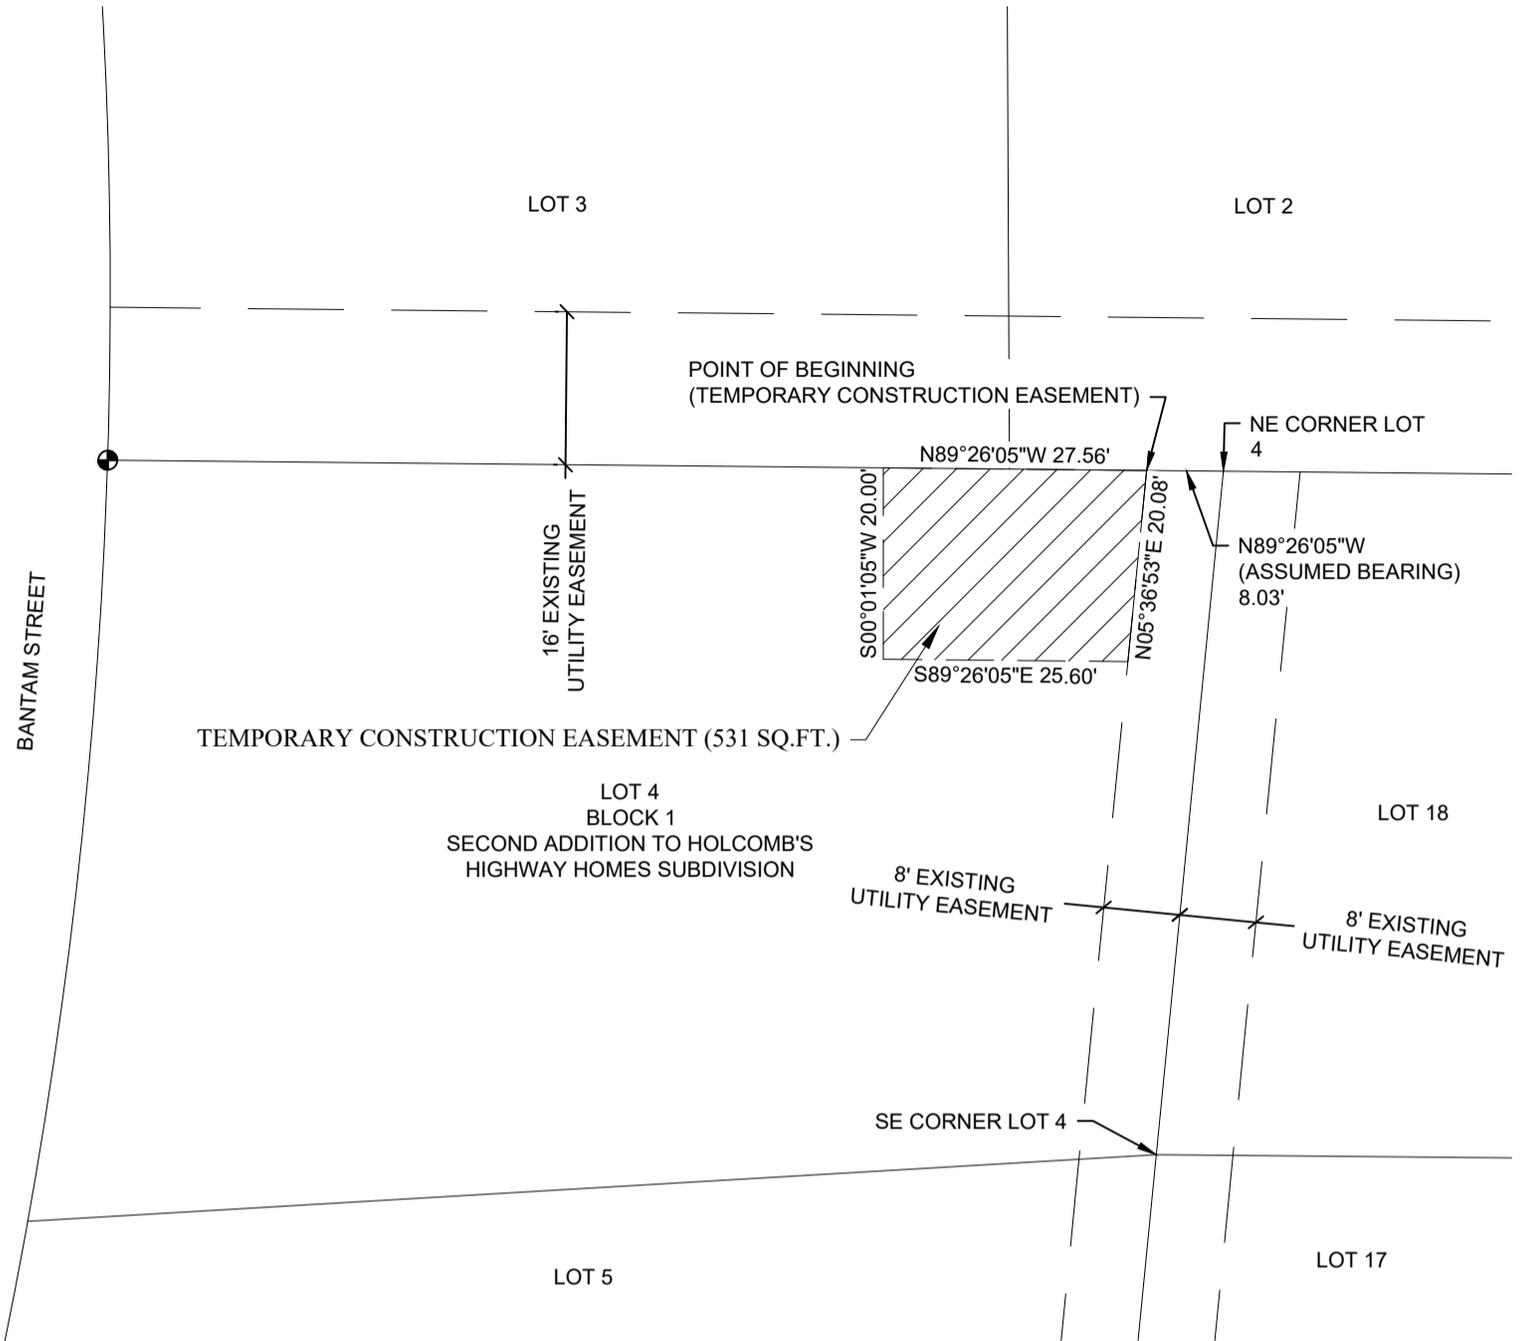 LOT 3
LOT 2
POINT OF BEGINNING
(TEMPORARY CONSTRUCTION EASEMENT)
NE CORNER LOT
4
N89°26'05"W 27.56'
S00°01'05"W 20.00'
N05°36'53"E 20.08'
S89°26'05"E 25.60'
N89°26'05"W
(ASSUMED BEARING)
8.03'
16' EXISTING
UTILITY EASEMENT
BANTAM STREET
TEMPORARY CONSTRUCTION EASEMENT (531 SQ.FT.)
LOT 4
BLOCK 1
SECOND ADDITION TO HOLCOMB'S
HIGHWAY HOMES SUBDIVISION
LOT 18
8' EXISTING
UTILITY EASEMENT
8' EXISTING
UTILITY EASEMENT
SE CORNER LOT 4
LOT 5
LOT 17